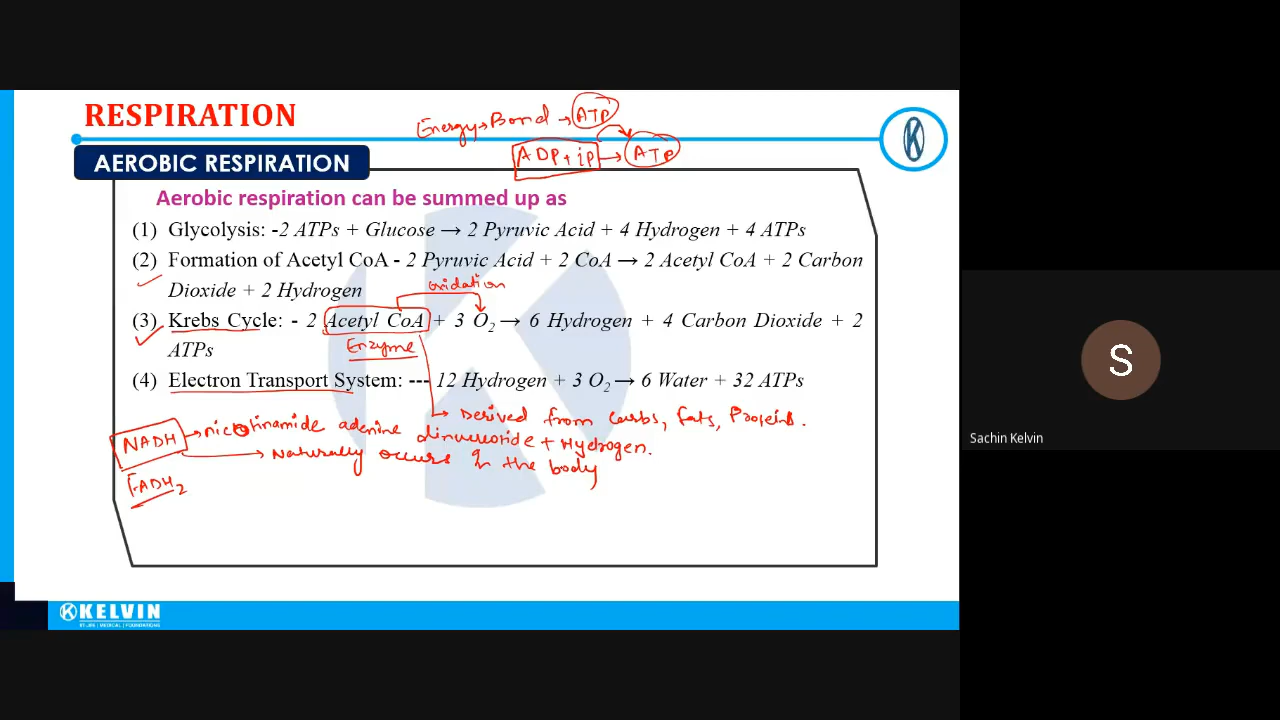 RESPIRATION
Energy → Bond → ATP
ADP + iP → ATP
AEROBIC RESPIRATION
Aerobic respiration can be summed up as
(1) Glycolysis: -2 ATPs + Glucose → 2 Pyruvic Acid + 4 Hydrogen + 4 ATPs
(2) Formation of Acetyl CoA - 2 Pyruvic Acid + 2 CoA → 2 Acetyl CoA + 2 Carbon
Dioxide + 2 Hydrogen
oxidation
(3) Krebs Cycle: - 2 Acetyl CoA + 3 O2 → 6 Hydrogen + 4 Carbon Dioxide + 2
ATPs
Enzyme
(4) Electron Transport System: --- 12 Hydrogen + 3 O2 → 6 Water + 32 ATPs
→ Derived from carbs, Fats, Proteins.
NADH → nicotinamide adenine dinucleotide + Hydrogen.
→ Naturally occurs in the body
FADH2
KELVIN
IIT-JEE | MEDICAL | FOUNDATIONS
S
Sachin Kelvin